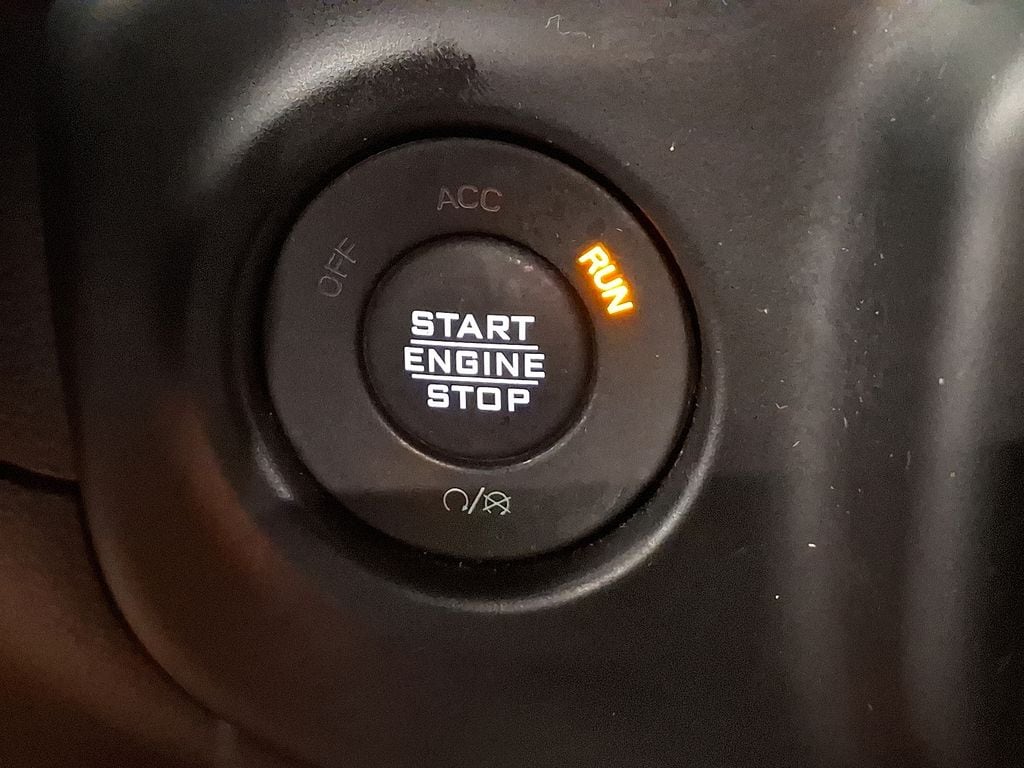 OFF
ACC
RUN
START
ENGINE
STOP